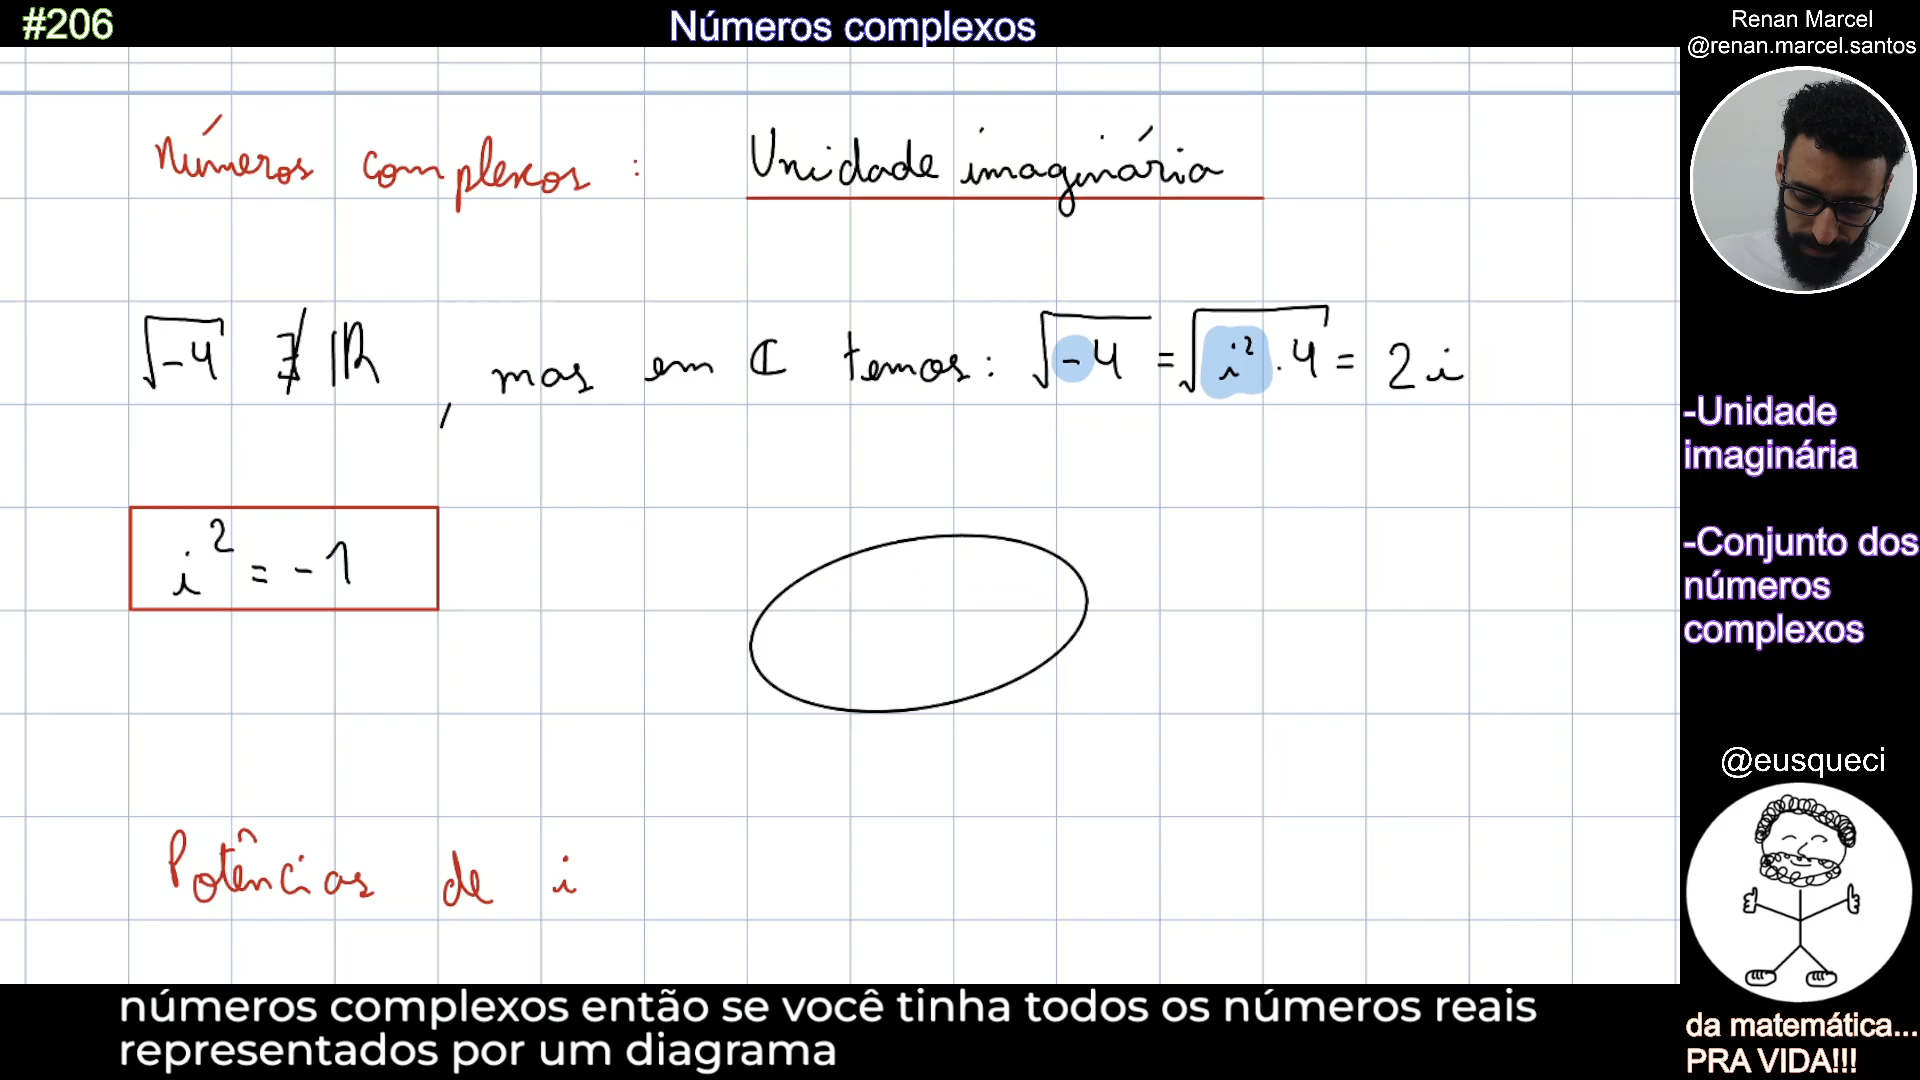 #206
Números complexos
Renan Marcel
@renan.marcel.santos
Números complexos : Unidade imaginária
√-4 ∄ ℝ , mas em ℂ temos: √-4 = √i².4 = 2i
i² = -1
-Unidade
imaginária
-Conjunto dos
números
complexos
Potências de i
@eusqueci
da matemática...
PRA VIDA!!!
números complexos então se você tinha todos os números reais
representados por um diagrama